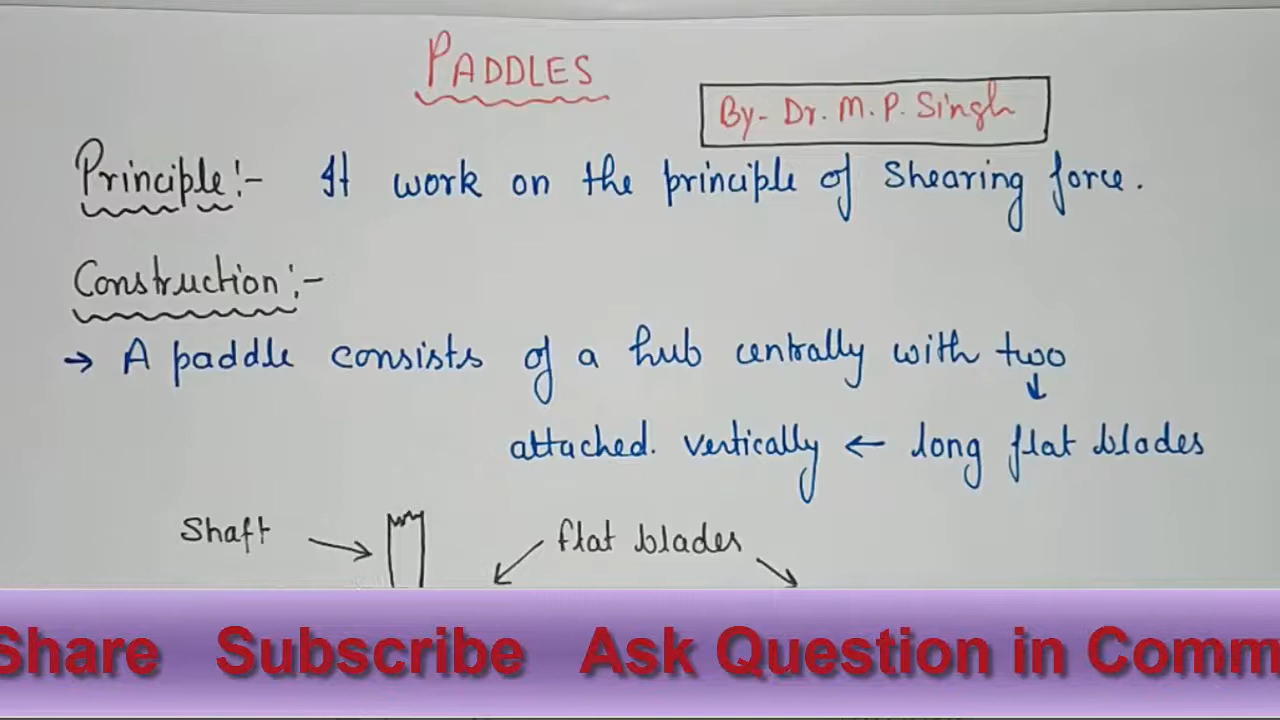 PADDLES
By- Dr. M. P. Singh
Principle:- It work on the principle of Shearing force.
Construction:-
→ A paddle consists of a hub centrally with two
↓
attached. vertically ← long flat blades
Shaft → flat blades
Share Subscribe Ask Question in Comm